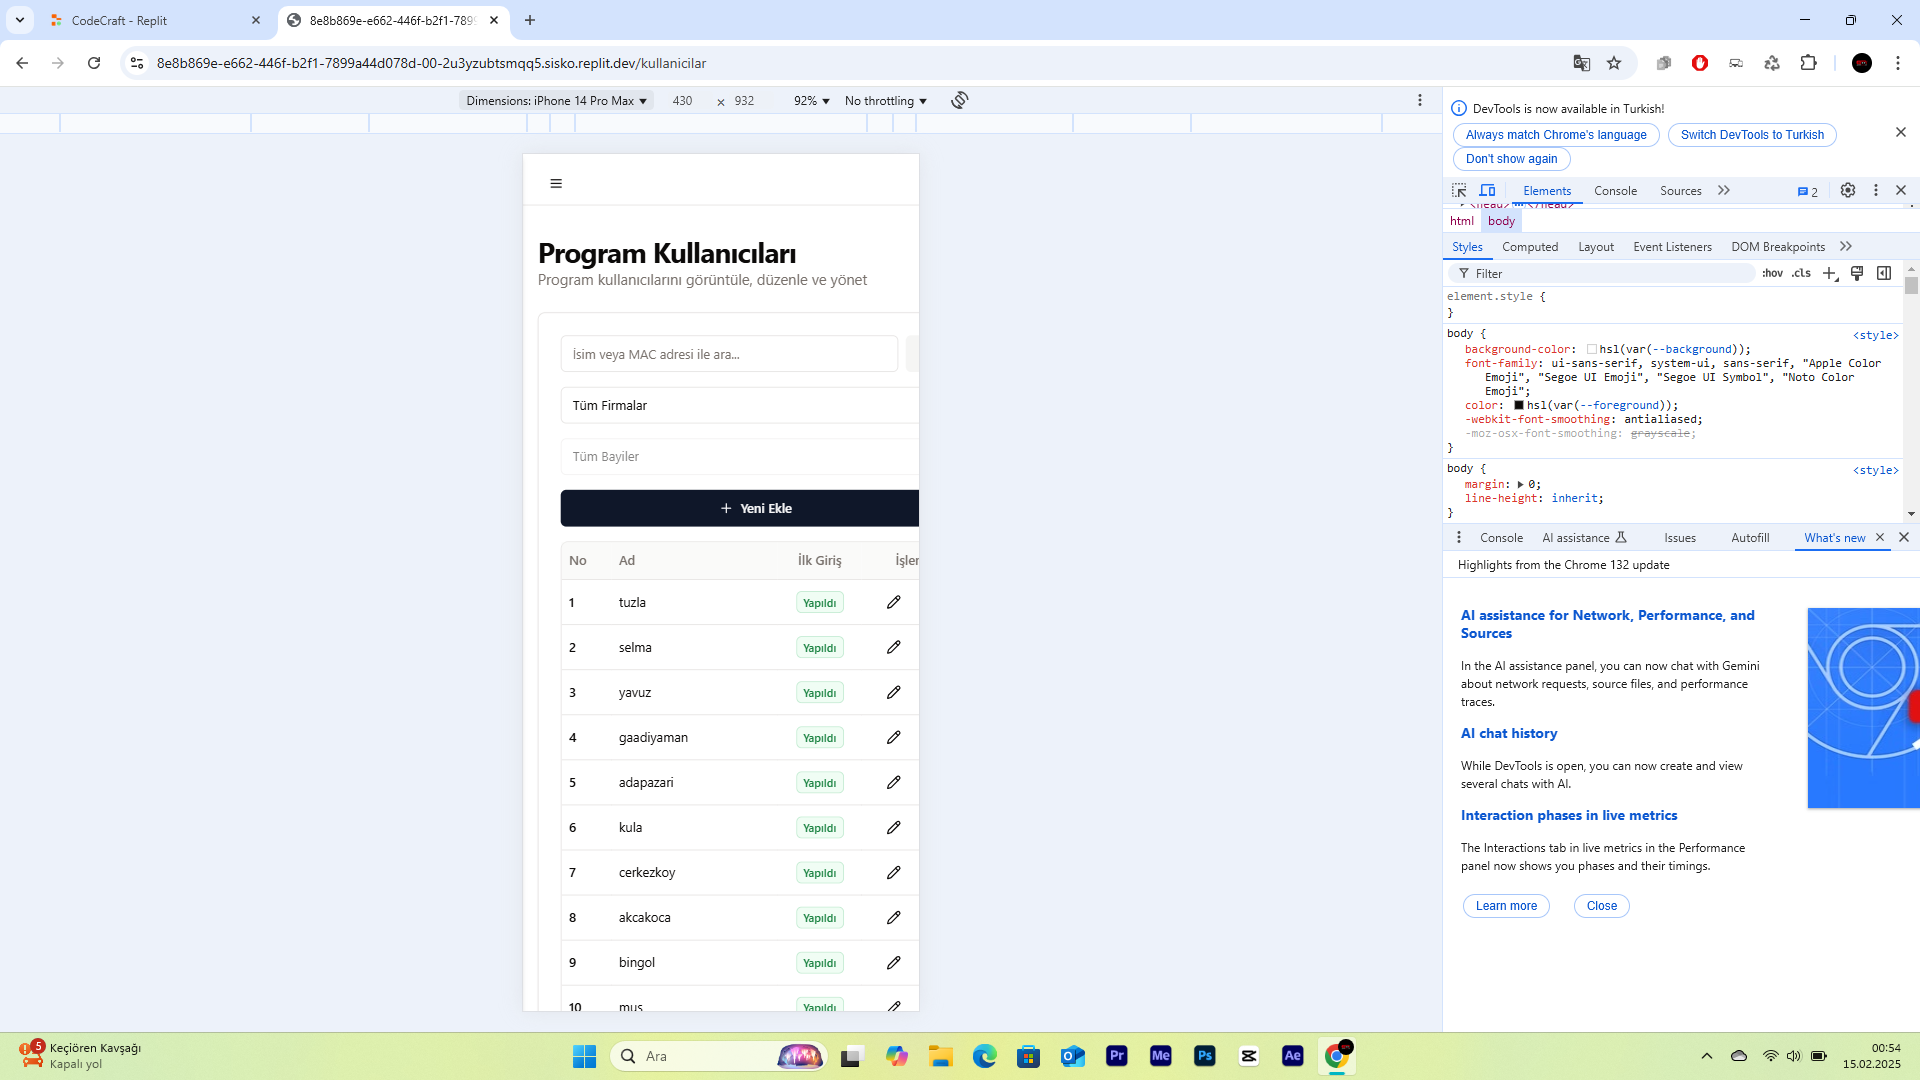 CodeCraft - Replit
8e8b869e-e662-446f-b2f1-789
8e8b869e-e662-446f-b2f1-7899a44d078d-00-2u3yzubtsmqq5.sisko.replit.dev/kullanicilar
Dimensions: iPhone 14 Pro Max ▼ 430 × 932 92% ▼ No throttling ▼
Program Kullanıcıları
Program kullanıcılarını görüntüle, düzenle ve yönet
İsim veya MAC adresi ile ara...
Tüm Firmalar
Tüm Bayiler
+ Yeni Ekle
No Ad İlk Giriş İşler
1 tuzla Yapıldı
2 selma Yapıldı
3 yavuz Yapıldı
4 gaadiyaman Yapıldı
5 adapazari Yapıldı
6 kula Yapıldı
7 cerkezkoy Yapıldı
8 akcakoca Yapıldı
9 bingol Yapıldı
10 mus Yapıldı
DevTools is now available in Turkish!
Always match Chrome's language Switch DevTools to Turkish
Don't show again
Elements Console Sources 2
<head> … </head>
html body
Styles Computed Layout Event Listeners DOM Breakpoints
Filter :hov .cls
element.style {
}
body { <style>
background-color: hsl(var(--background));
font-family: ui-sans-serif, system-ui, sans-serif, "Apple Color
Emoji", "Segoe UI Emoji", "Segoe UI Symbol", "Noto Color
Emoji";
color: hsl(var(--foreground));
-webkit-font-smoothing: antialiased;
-moz-osx-font-smoothing: grayscale;
}
body { <style>
margin: ▶ 0;
line-height: inherit;
}
Console AI assistance Issues Autofill What's new
Highlights from the Chrome 132 update
AI assistance for Network, Performance, and
Sources
In the AI assistance panel, you can now chat with Gemini
about network requests, source files, and performance
traces.
AI chat history
While DevTools is open, you can now create and view
several chats with AI.
Interaction phases in live metrics
The Interactions tab in live metrics in the Performance
panel now shows you phases and their timings.
Learn more Close
5
Keçiören Kavşağı
Kapalı yol
Ara
Pr Me Ps Ae
00:54
15.02.2025